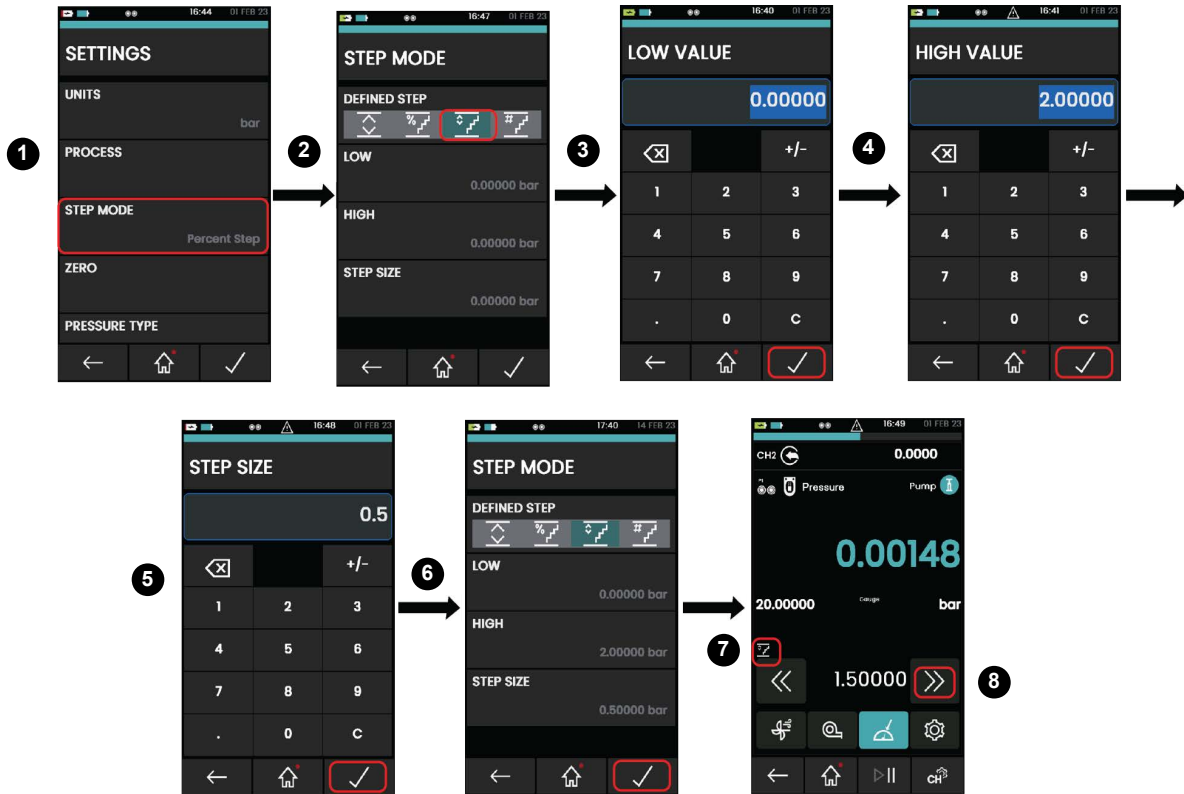 16:44 01 FEB 23
SETTINGS
UNITS
bar
PROCESS
STEP MODE
Percent Step
ZERO
PRESSURE TYPE
1
16:47 01 FEB 23
STEP MODE
DEFINED STEP
% #
LOW
0.00000 bar
HIGH
0.00000 bar
STEP SIZE
0.00000 bar
2
16:40 01 FEB 23
LOW VALUE
0.00000
+/-
1 2 3
4 5 6
7 8 9
. 0 C
3
16:41 01 FEB 23
HIGH VALUE
2.00000
+/-
1 2 3
4 5 6
7 8 9
. 0 C
4
16:48 01 FEB 23
STEP SIZE
0.5
+/-
1 2 3
4 5 6
7 8 9
. 0 C
5
17:40 14 FEB 23
STEP MODE
DEFINED STEP
% #
LOW
0.00000 bar
HIGH
2.00000 bar
STEP SIZE
0.50000 bar
6
16:49 01 FEB 23
CH2 0.0000
Pressure Pump
0.00148
20.00000 Gauge bar
7
1.50000
8
CH